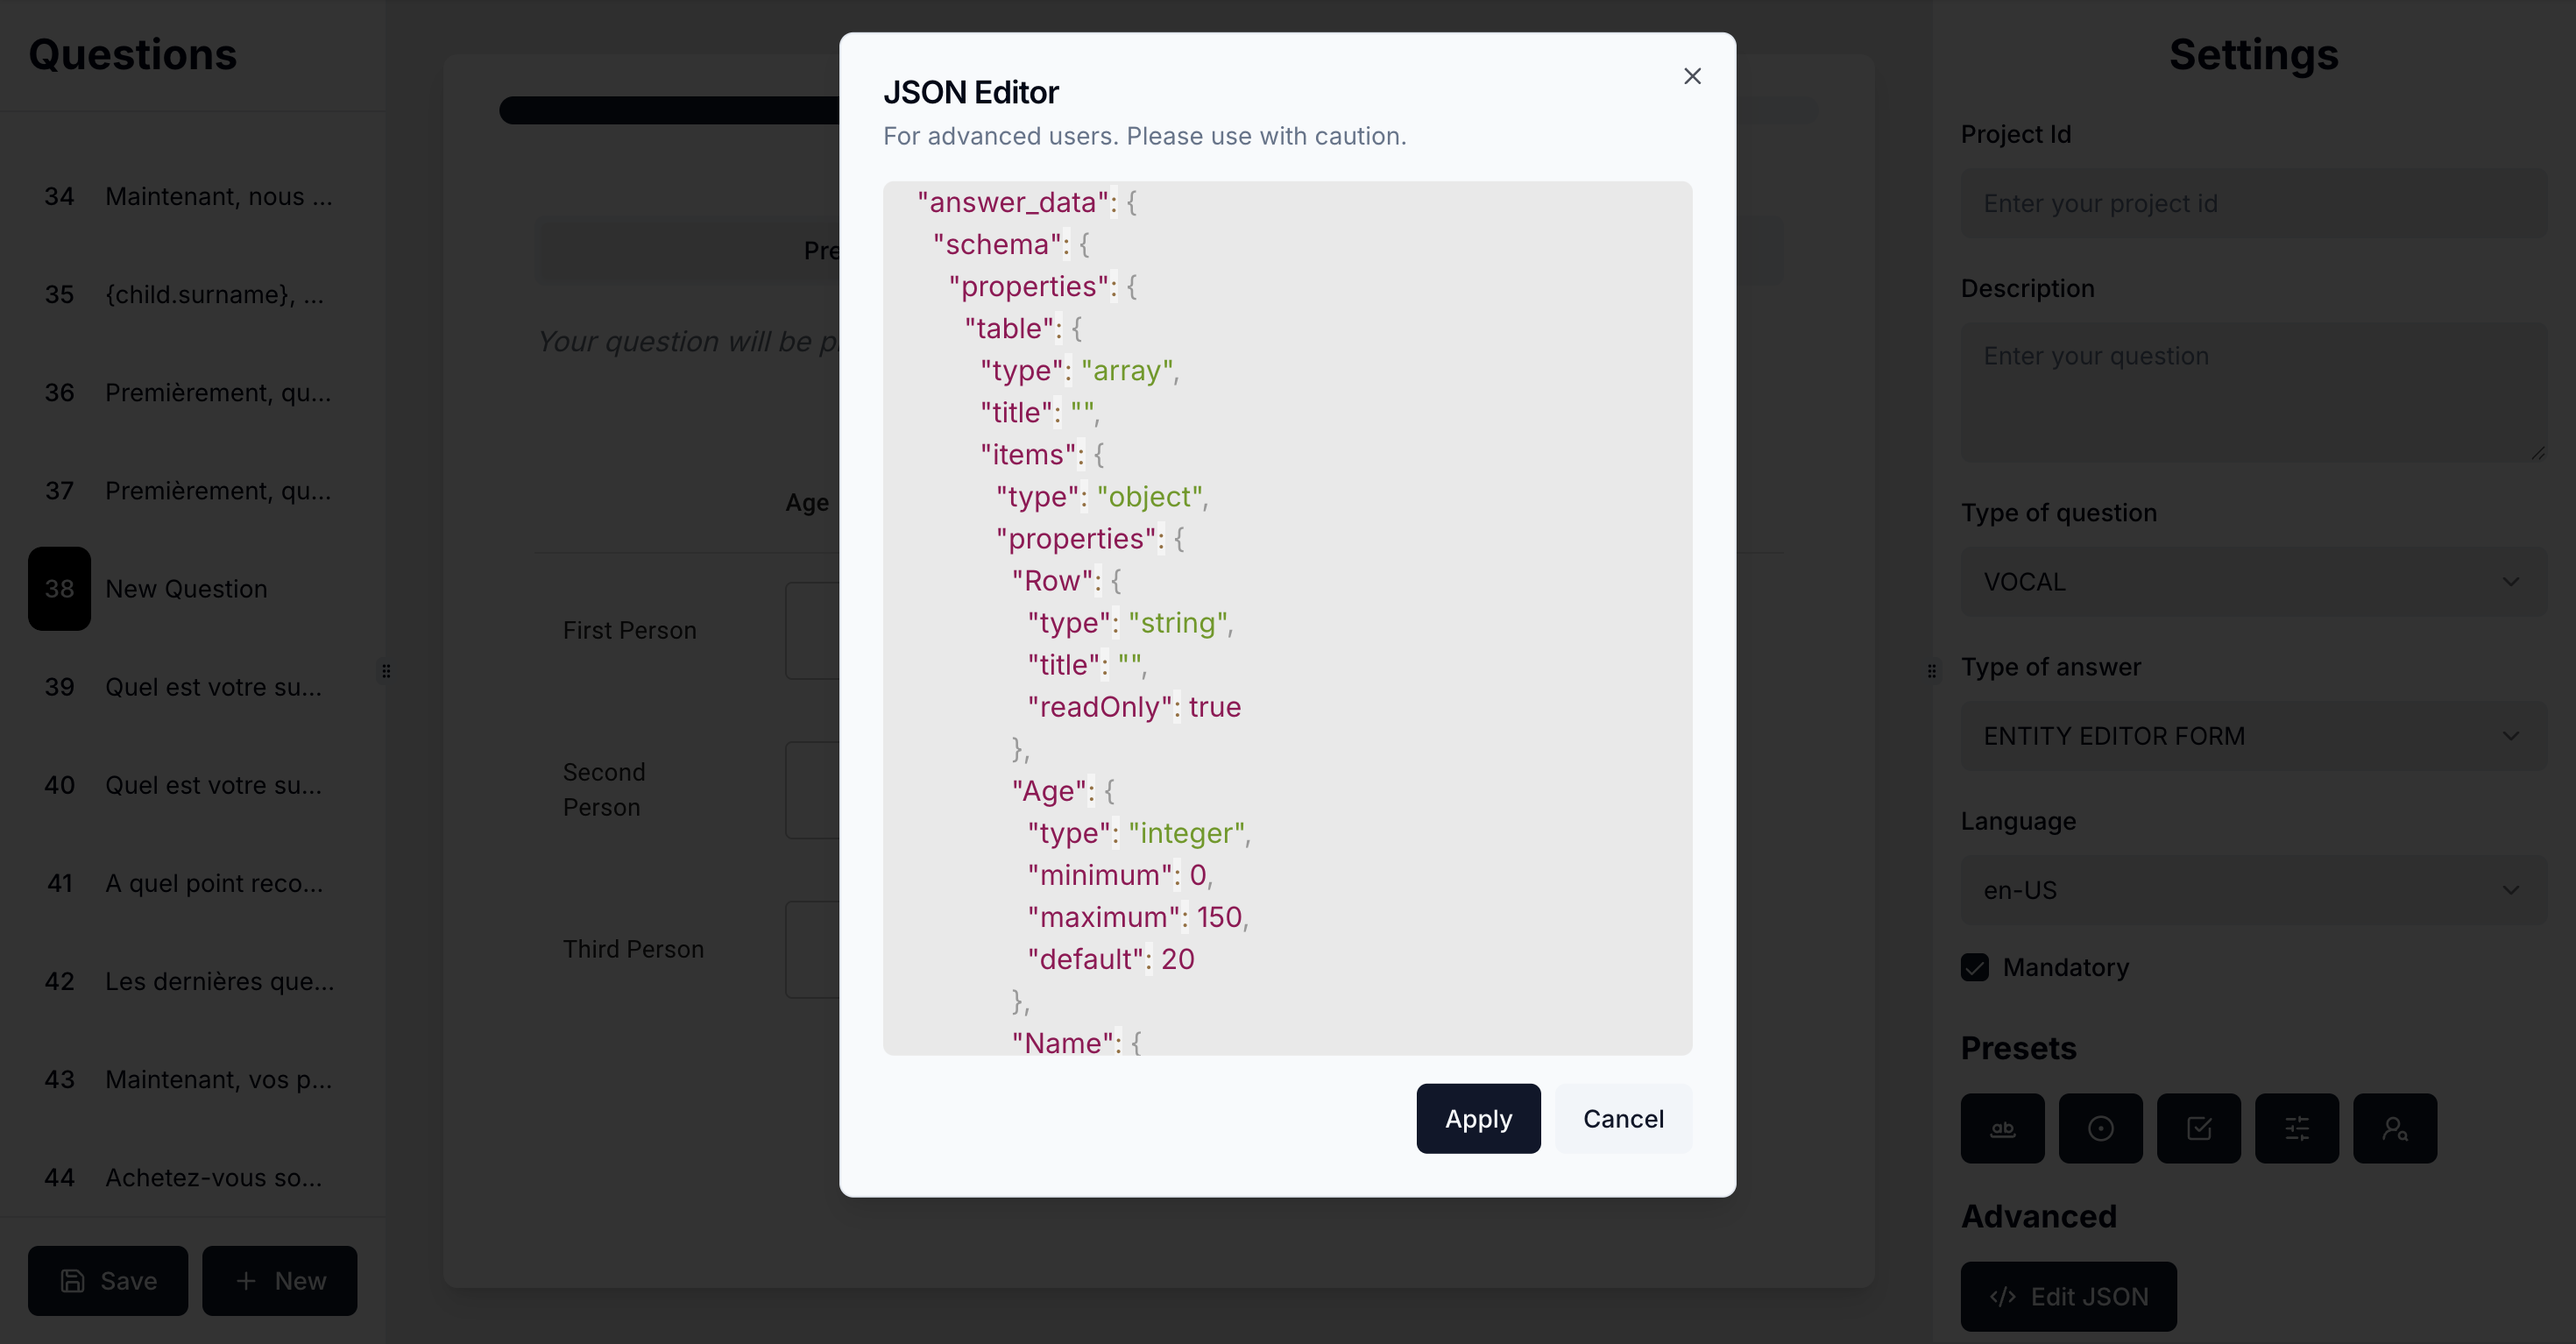 Questions
34 Maintenant, nous ...
35 {child.surname}, ...
36 Premièrement, qu...
37 Premièrement, qu...
38 New Question
39 Quel est votre su...
40 Quel est votre su...
41 A quel point reco...
42 Les dernières que...
43 Maintenant, vos p...
44 Achetez-vous so...
Save
New
Pre
Your question will be p
Age
First Person
Second
Person
Third Person
JSON Editor
For advanced users. Please use with caution.
"answer_data": {
"schema": {
"properties": {
"table": {
"type": "array",
"title": "",
"items": {
"type": "object",
"properties": {
"Row": {
"type": "string",
"title": "",
"readOnly": true
},
"Age": {
"type": "integer",
"minimum": 0,
"maximum": 150,
"default": 20
},
"Name": {
Apply
Cancel
Settings
Project Id
Enter your project id
Description
Enter your question
Type of question
VOCAL
Type of answer
ENTITY EDITOR FORM
Language
en-US
Mandatory
Presets
ab
Advanced
</> Edit JSON